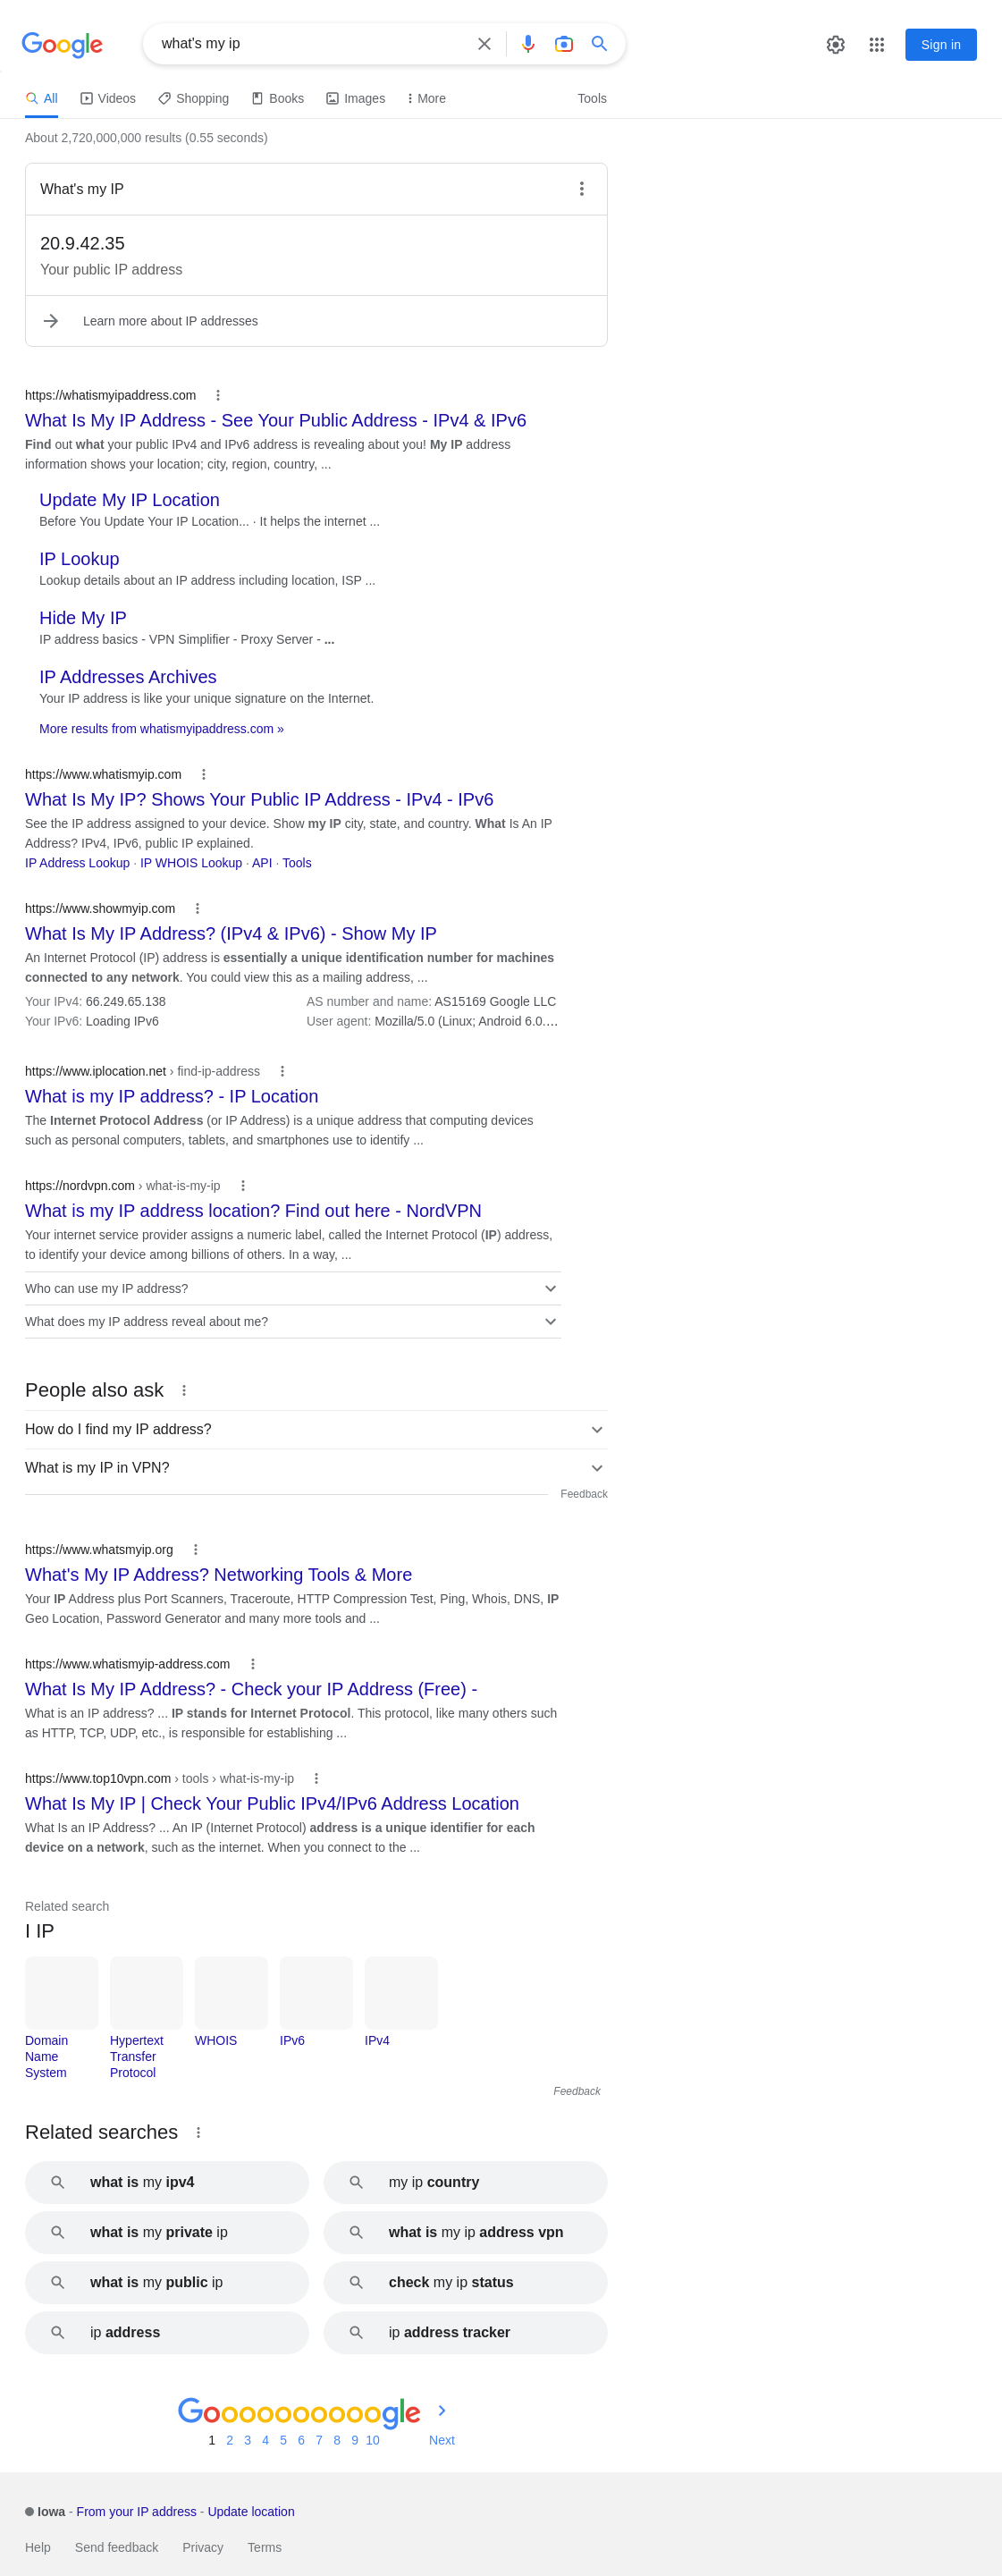 Google
what's my ip
Sign in
All
Videos
Shopping
Books
Images
More
Tools
About 2,720,000,000 results (0.55 seconds)
What's my IP
20.9.42.35
Your public IP address
Learn more about IP addresses
https://whatismyipaddress.com
What Is My IP Address - See Your Public Address - IPv4 & IPv6
Find out what your public IPv4 and IPv6 address is revealing about you! My IP address
information shows your location; city, region, country, ...
Update My IP Location
Before You Update Your IP Location... · It helps the internet ...
IP Lookup
Lookup details about an IP address including location, ISP ...
Hide My IP
IP address basics - VPN Simplifier - Proxy Server - ...
IP Addresses Archives
Your IP address is like your unique signature on the Internet.
More results from whatismyipaddress.com »
https://www.whatismyip.com
What Is My IP? Shows Your Public IP Address - IPv4 - IPv6
See the IP address assigned to your device. Show my IP city, state, and country. What Is An IP
Address? IPv4, IPv6, public IP explained.
IP Address Lookup · IP WHOIS Lookup · API · Tools
https://www.showmyip.com
What Is My IP Address? (IPv4 & IPv6) - Show My IP
An Internet Protocol (IP) address is essentially a unique identification number for machines
connected to any network. You could view this as a mailing address, ...
Your IPv4: 66.249.65.138
AS number and name: AS15169 Google LLC
Your IPv6: Loading IPv6
User agent: Mozilla/5.0 (Linux; Android 6.0....
https://www.iplocation.net › find-ip-address
What is my IP address? - IP Location
The Internet Protocol Address (or IP Address) is a unique address that computing devices
such as personal computers, tablets, and smartphones use to identify ...
https://nordvpn.com › what-is-my-ip
What is my IP address location? Find out here - NordVPN
Your internet service provider assigns a numeric label, called the Internet Protocol (IP) address,
to identify your device among billions of others. In a way, ...
Who can use my IP address?
What does my IP address reveal about me?
People also ask
How do I find my IP address?
What is my IP in VPN?
Feedback
https://www.whatsmyip.org
What's My IP Address? Networking Tools & More
Your IP Address plus Port Scanners, Traceroute, HTTP Compression Test, Ping, Whois, DNS, IP
Geo Location, Password Generator and many more tools and ...
https://www.whatismyip-address.com
What Is My IP Address? - Check your IP Address (Free) -
What is an IP address? ... IP stands for Internet Protocol. This protocol, like many others such
as HTTP, TCP, UDP, etc., is responsible for establishing ...
https://www.top10vpn.com › tools › what-is-my-ip
What Is My IP | Check Your Public IPv4/IPv6 Address Location
What Is an IP Address? ... An IP (Internet Protocol) address is a unique identifier for each
device on a network, such as the internet. When you connect to the ...
Related search
I IP
Domain
Name
System
Hypertext
Transfer
Protocol
WHOIS
IPv6
IPv4
Feedback
Related searches
what is my ipv4
my ip country
what is my private ip
what is my ip address vpn
what is my public ip
check my ip status
ip address
ip address tracker
Goooooooooogle
1 2 3 4 5 6 7 8 9 10 Next
Iowa - From your IP address - Update location
Help
Send feedback
Privacy
Terms